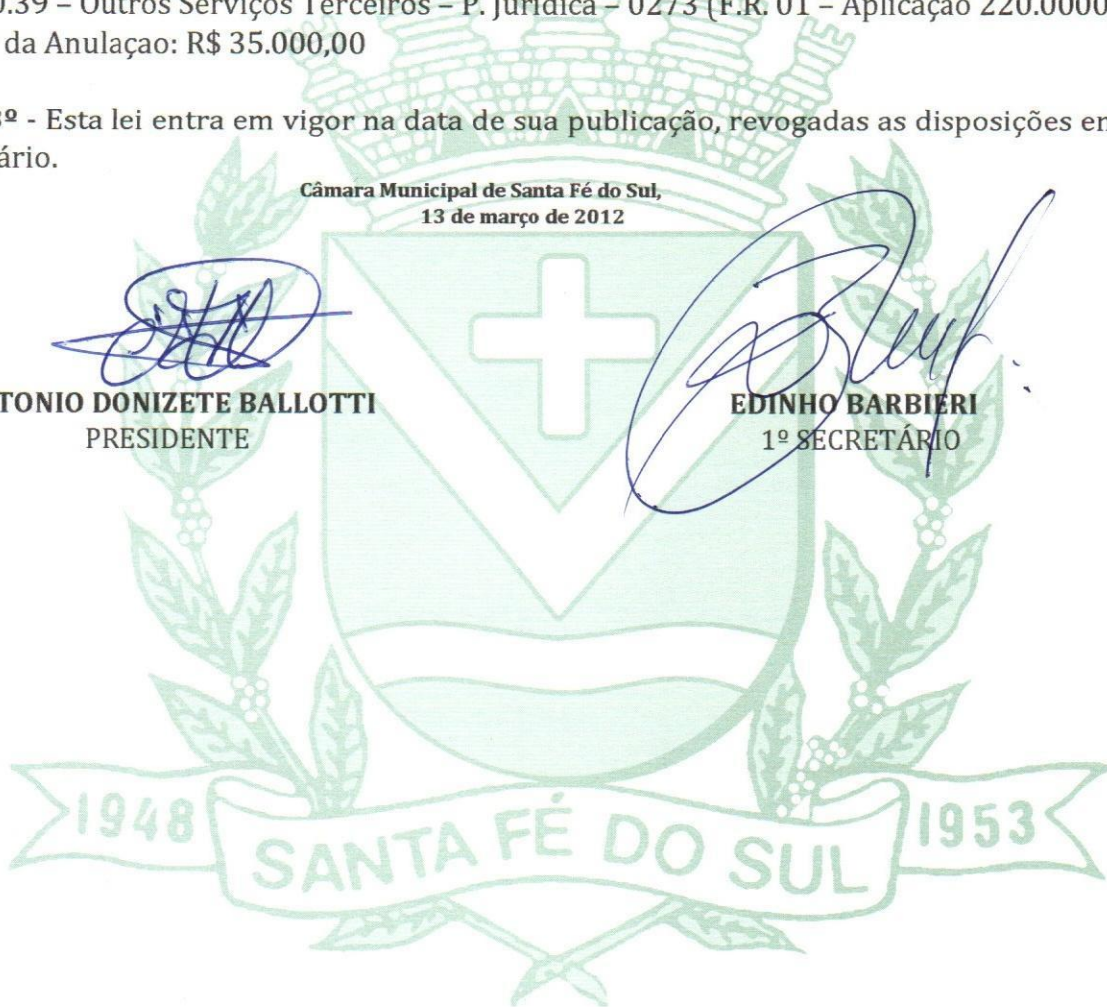 0.39 – Outros Serviços Terceiros – P. Jurídica – 0273 (F.R. 01 – Aplicação 220.0000
da Anulaçao: R$ 35.000,00
3º - Esta lei entra em vigor na data de sua publicação, revogadas as disposições en
ário.
Câmara Municipal de Santa Fé do Sul,
13 de março de 2012
TONIO DONIZETE BALLOTTI
PRESIDENTE
EDINHO BARBIERI
1º SECRETÁRIO
1948
SANTA FÉ DO SUL
1953